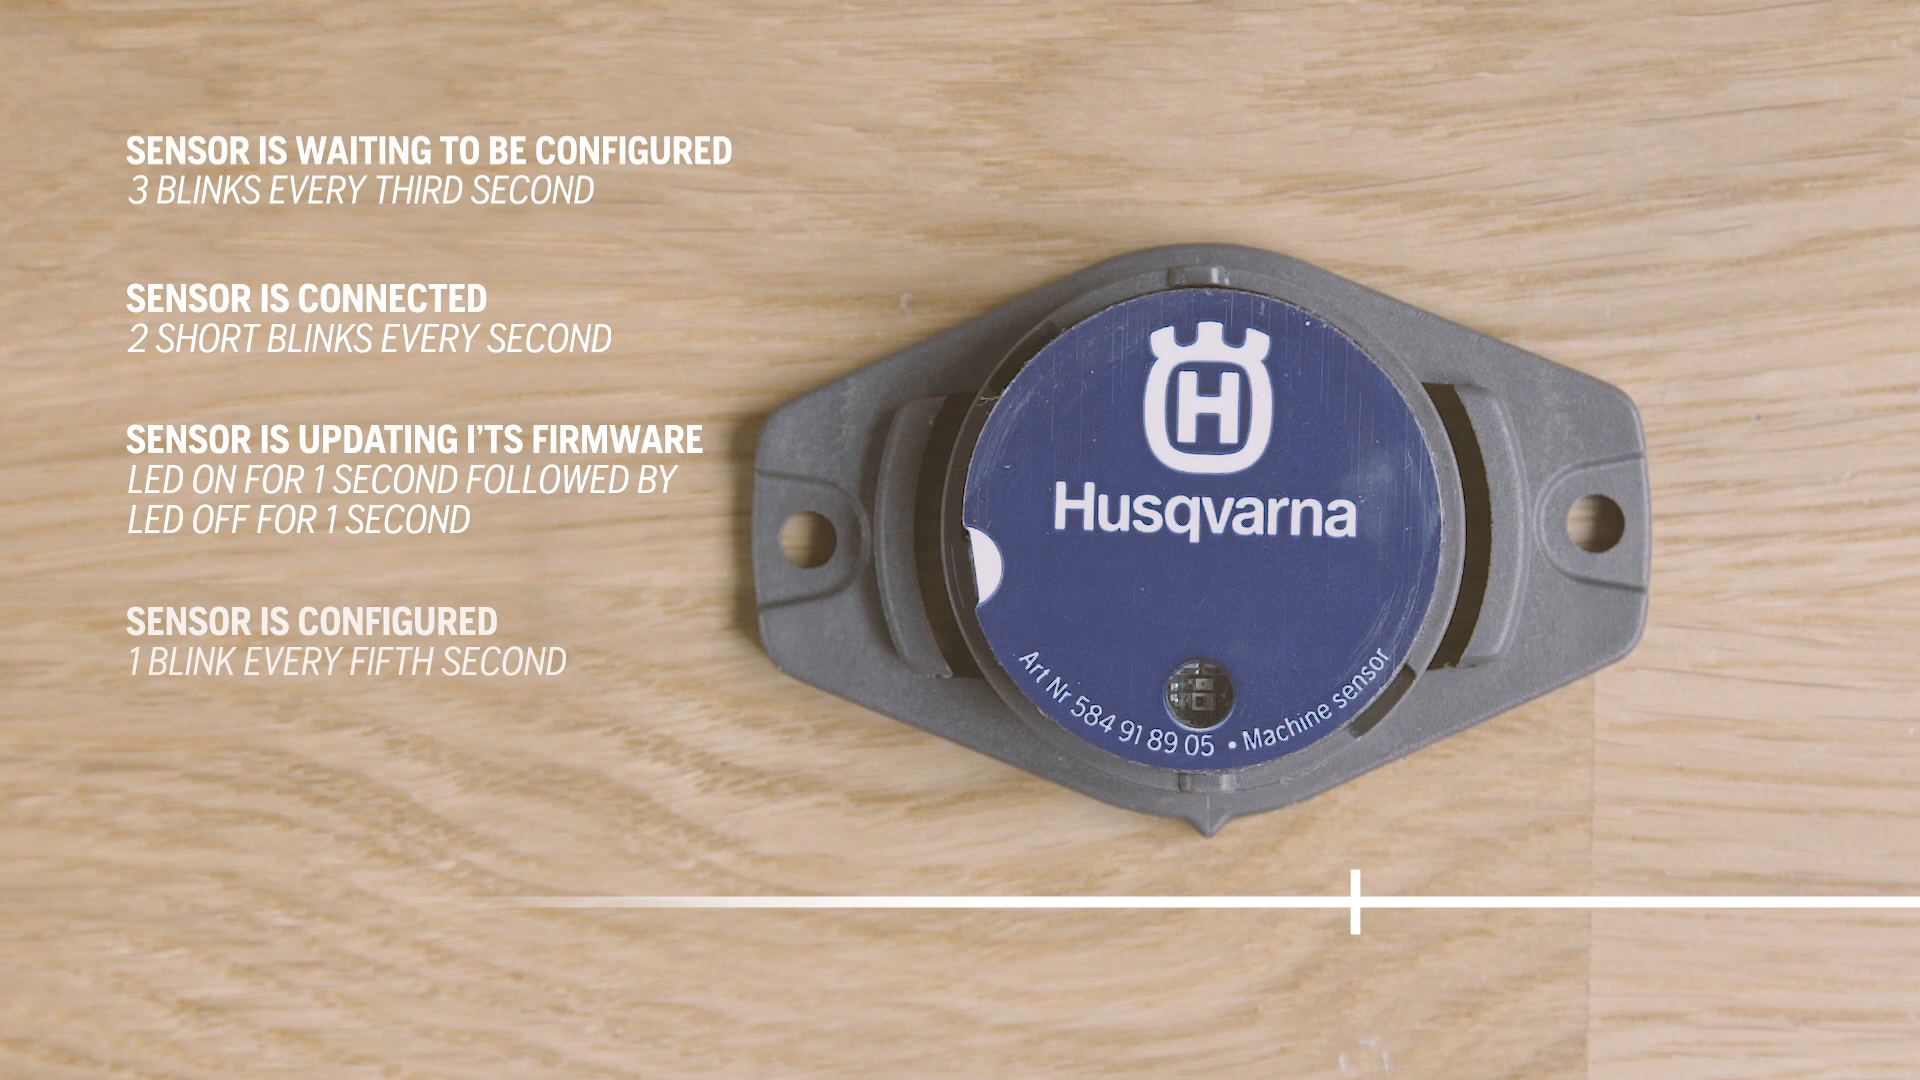 SENSOR IS WAITING TO BE CONFIGURED
3 BLINKS EVERY THIRD SECOND
SENSOR IS CONNECTED
2 SHORT BLINKS EVERY SECOND
SENSOR IS UPDATING I'TS FIRMWARE
LED ON FOR 1 SECOND FOLLOWED BY
LED OFF FOR 1 SECOND
SENSOR IS CONFIGURED
1 BLINK EVERY FIFTH SECOND
H
Husqvarna
Art Nr 584 91 89 05 • Machine sensor